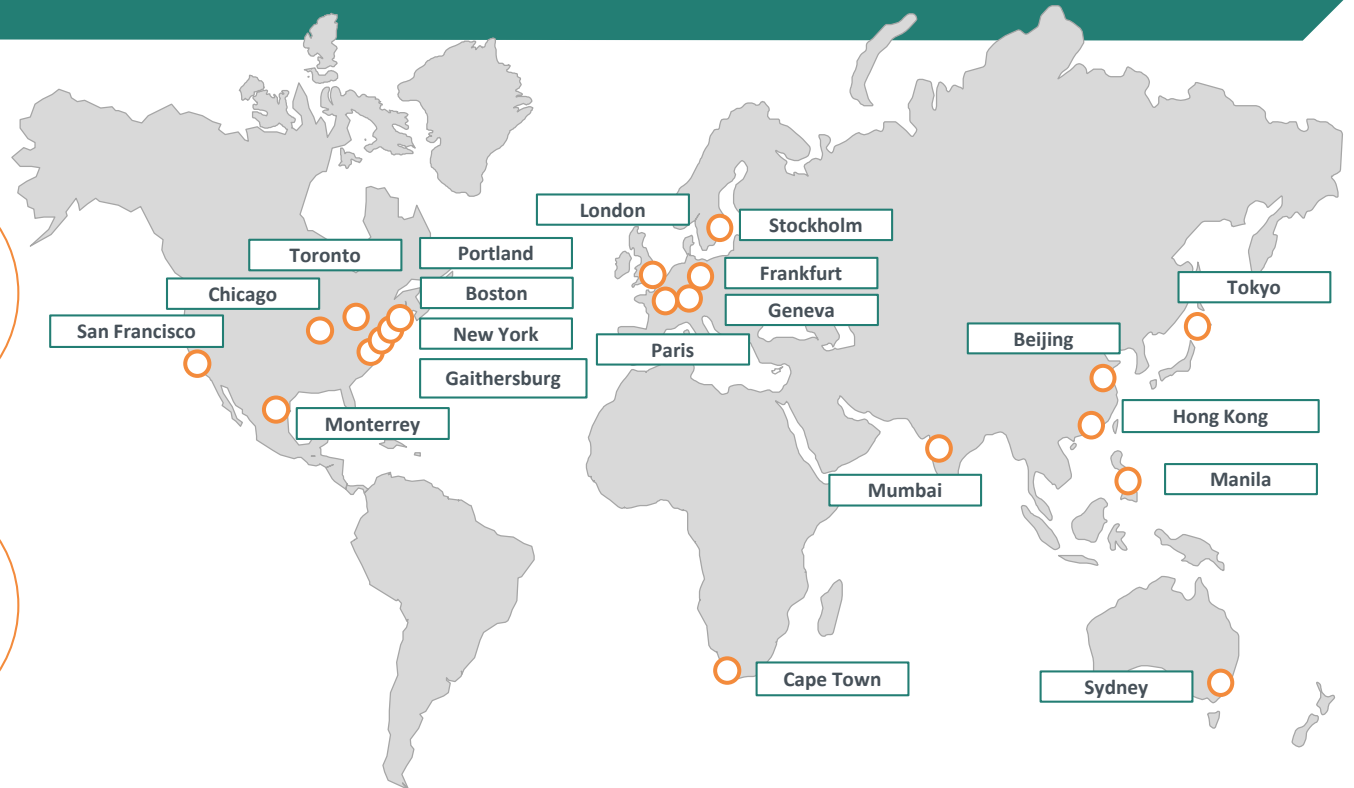 London
Stockholm
Toronto
Portland
Frankfurt
Chicago
Boston
Tokyo
Geneva
San Francisco
New York
Beijing
Paris
Gaithersburg
Monterrey
Hong Kong
Mumbai
Manila
Cape Town
Sydney